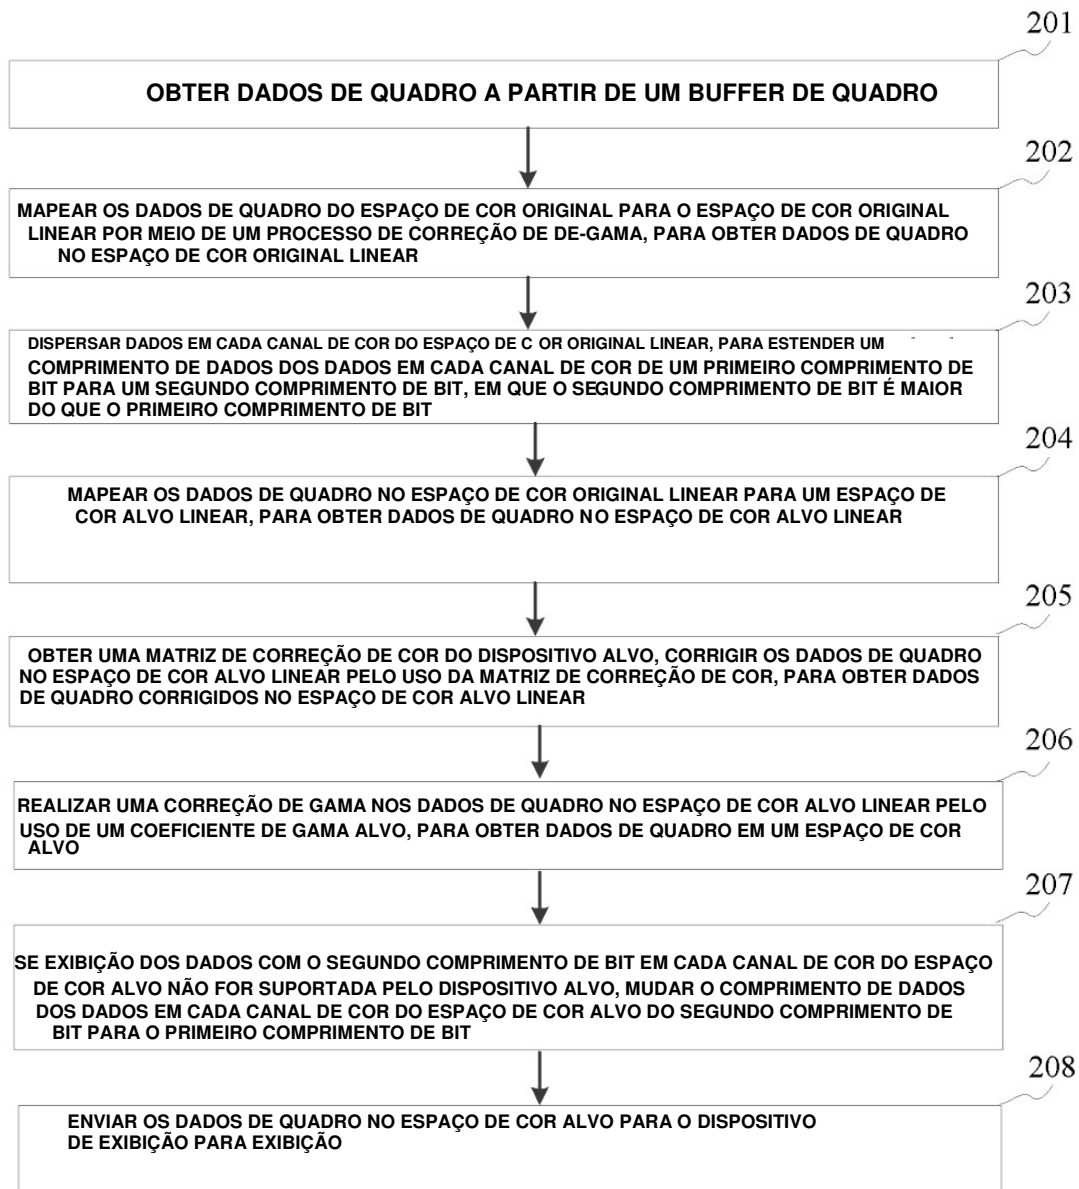 201
OBTER DADOS DE QUADRO A PARTIR DE UM BUFFER DE QUADRO
202
MAPEAR OS DADOS DE QUADRO DO ESPAÇO DE COR ORIGINAL PARA O ESPAÇO DE COR ORIGINAL
LINEAR POR MEIO DE UM PROCESSO DE CORREÇÃO DE DE-GAMA, PARA OBTER DADOS DE QUADRO
NO ESPAÇO DE COR ORIGINAL LINEAR
203
DISPERSAR DADOS EM CADA CANAL DE COR DO ESPAÇO DE C OR ORIGINAL LINEAR, PARA ESTENDER UM
COMPRIMENTO DE DADOS DOS DADOS EM CADA CANAL DE COR DE UM PRIMEIRO COMPRIMENTO DE
BIT PARA UM SEGUNDO COMPRIMENTO DE BIT, EM QUE O SEGUNDO COMPRIMENTO DE BIT É MAIOR
DO QUE O PRIMEIRO COMPRIMENTO DE BIT
204
MAPEAR OS DADOS DE QUADRO NO ESPAÇO DE COR ORIGINAL LINEAR PARA UM ESPAÇO DE
COR ALVO LINEAR, PARA OBTER DADOS DE QUADRO NO ESPAÇO DE COR ALVO LINEAR
205
OBTER UMA MATRIZ DE CORREÇÃO DE COR DO DISPOSITIVO ALVO, CORRIGIR OS DADOS DE QUADRO
NO ESPAÇO DE COR ALVO LINEAR PELO USO DA MATRIZ DE CORREÇÃO DE COR, PARA OBTER DADOS
DE QUADRO CORRIGIDOS NO ESPAÇO DE COR ALVO LINEAR
206
REALIZAR UMA CORREÇÃO DE GAMA NOS DADOS DE QUADRO NO ESPAÇO DE COR ALVO LINEAR PELO
USO DE UM COEFICIENTE DE GAMA ALVO, PARA OBTER DADOS DE QUADRO EM UM ESPAÇO DE COR
ALVO
207
SE EXIBIÇÃO DOS DADOS COM O SEGUNDO COMPRIMENTO DE BIT EM CADA CANAL DE COR DO ESPAÇO
DE COR ALVO NÃO FOR SUPORTADA PELO DISPOSITIVO ALVO, MUDAR O COMPRIMENTO DE DADOS
DOS DADOS EM CADA CANAL DE COR DO ESPAÇO DE COR ALVO DO SEGUNDO COMPRIMENTO DE
BIT PARA O PRIMEIRO COMPRIMENTO DE BIT
208
ENVIAR OS DADOS DE QUADRO NO ESPAÇO DE COR ALVO PARA O DISPOSITIVO
DE EXIBIÇÃO PARA EXIBIÇÃO